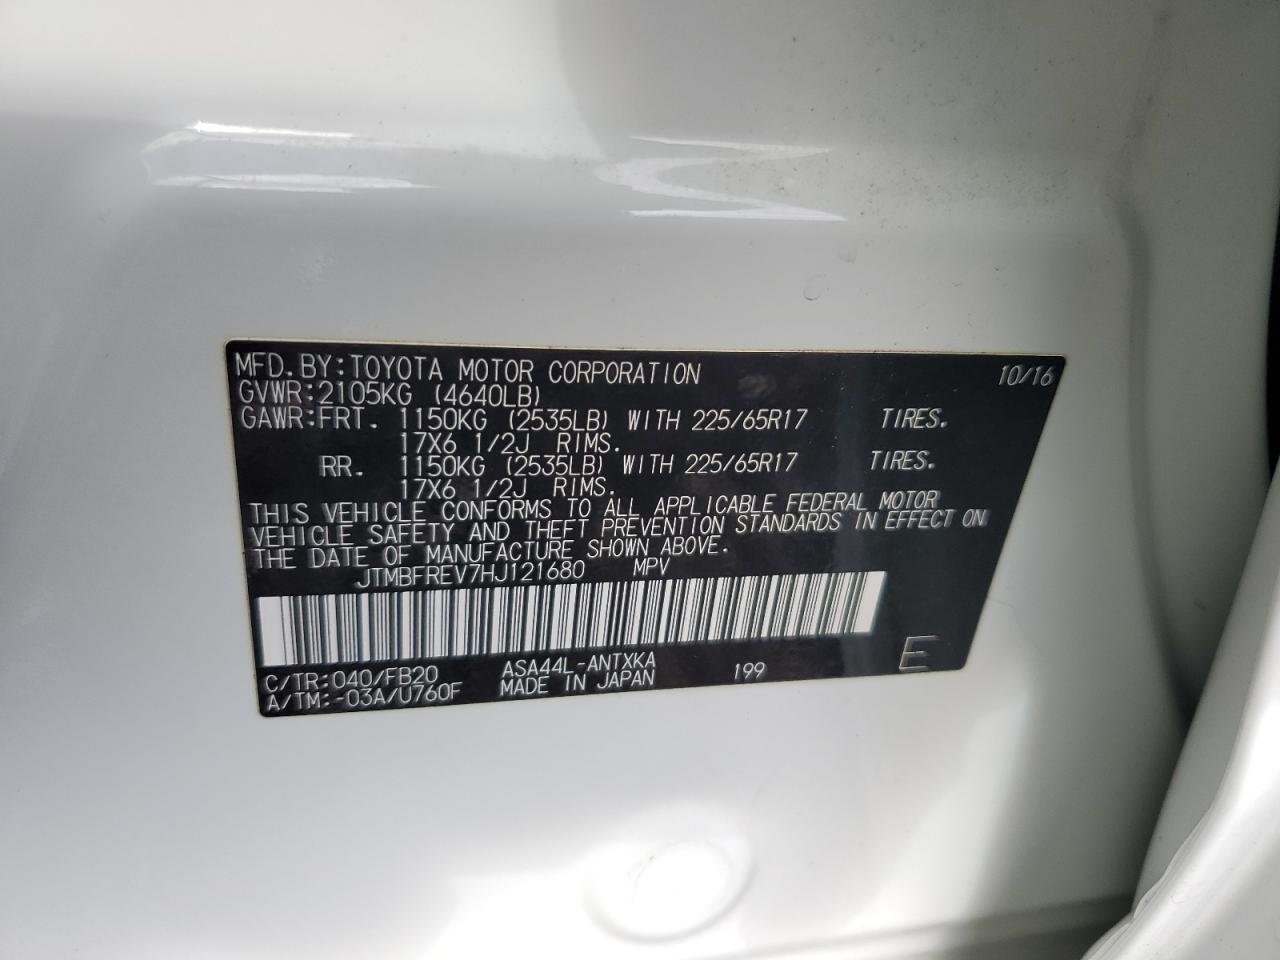 MFD. BY: TOYOTA MOTOR CORPORATION 10/16
GVWR: 2105KG (4640LB)
GAWR: FRT. 1150KG (2535LB) WITH 225/65R17 TIRES.
17X6 1/2J RIMS.
RR. 1150KG (2535LB) WITH 225/65R17 TIRES.
17X6 1/2J RIMS.
THIS VEHICLE CONFORMS TO ALL APPLICABLE FEDERAL MOTOR
VEHICLE SAFETY AND THEFT PREVENTION STANDARDS IN EFFECT ON
THE DATE OF MANUFACTURE SHOWN ABOVE.
JTMBFREV7HJ121680 MPV
C/TR: 040/FB20 ASA44L-ANTXKA 199 E
A/TM: -03A/U760F MADE IN JAPAN